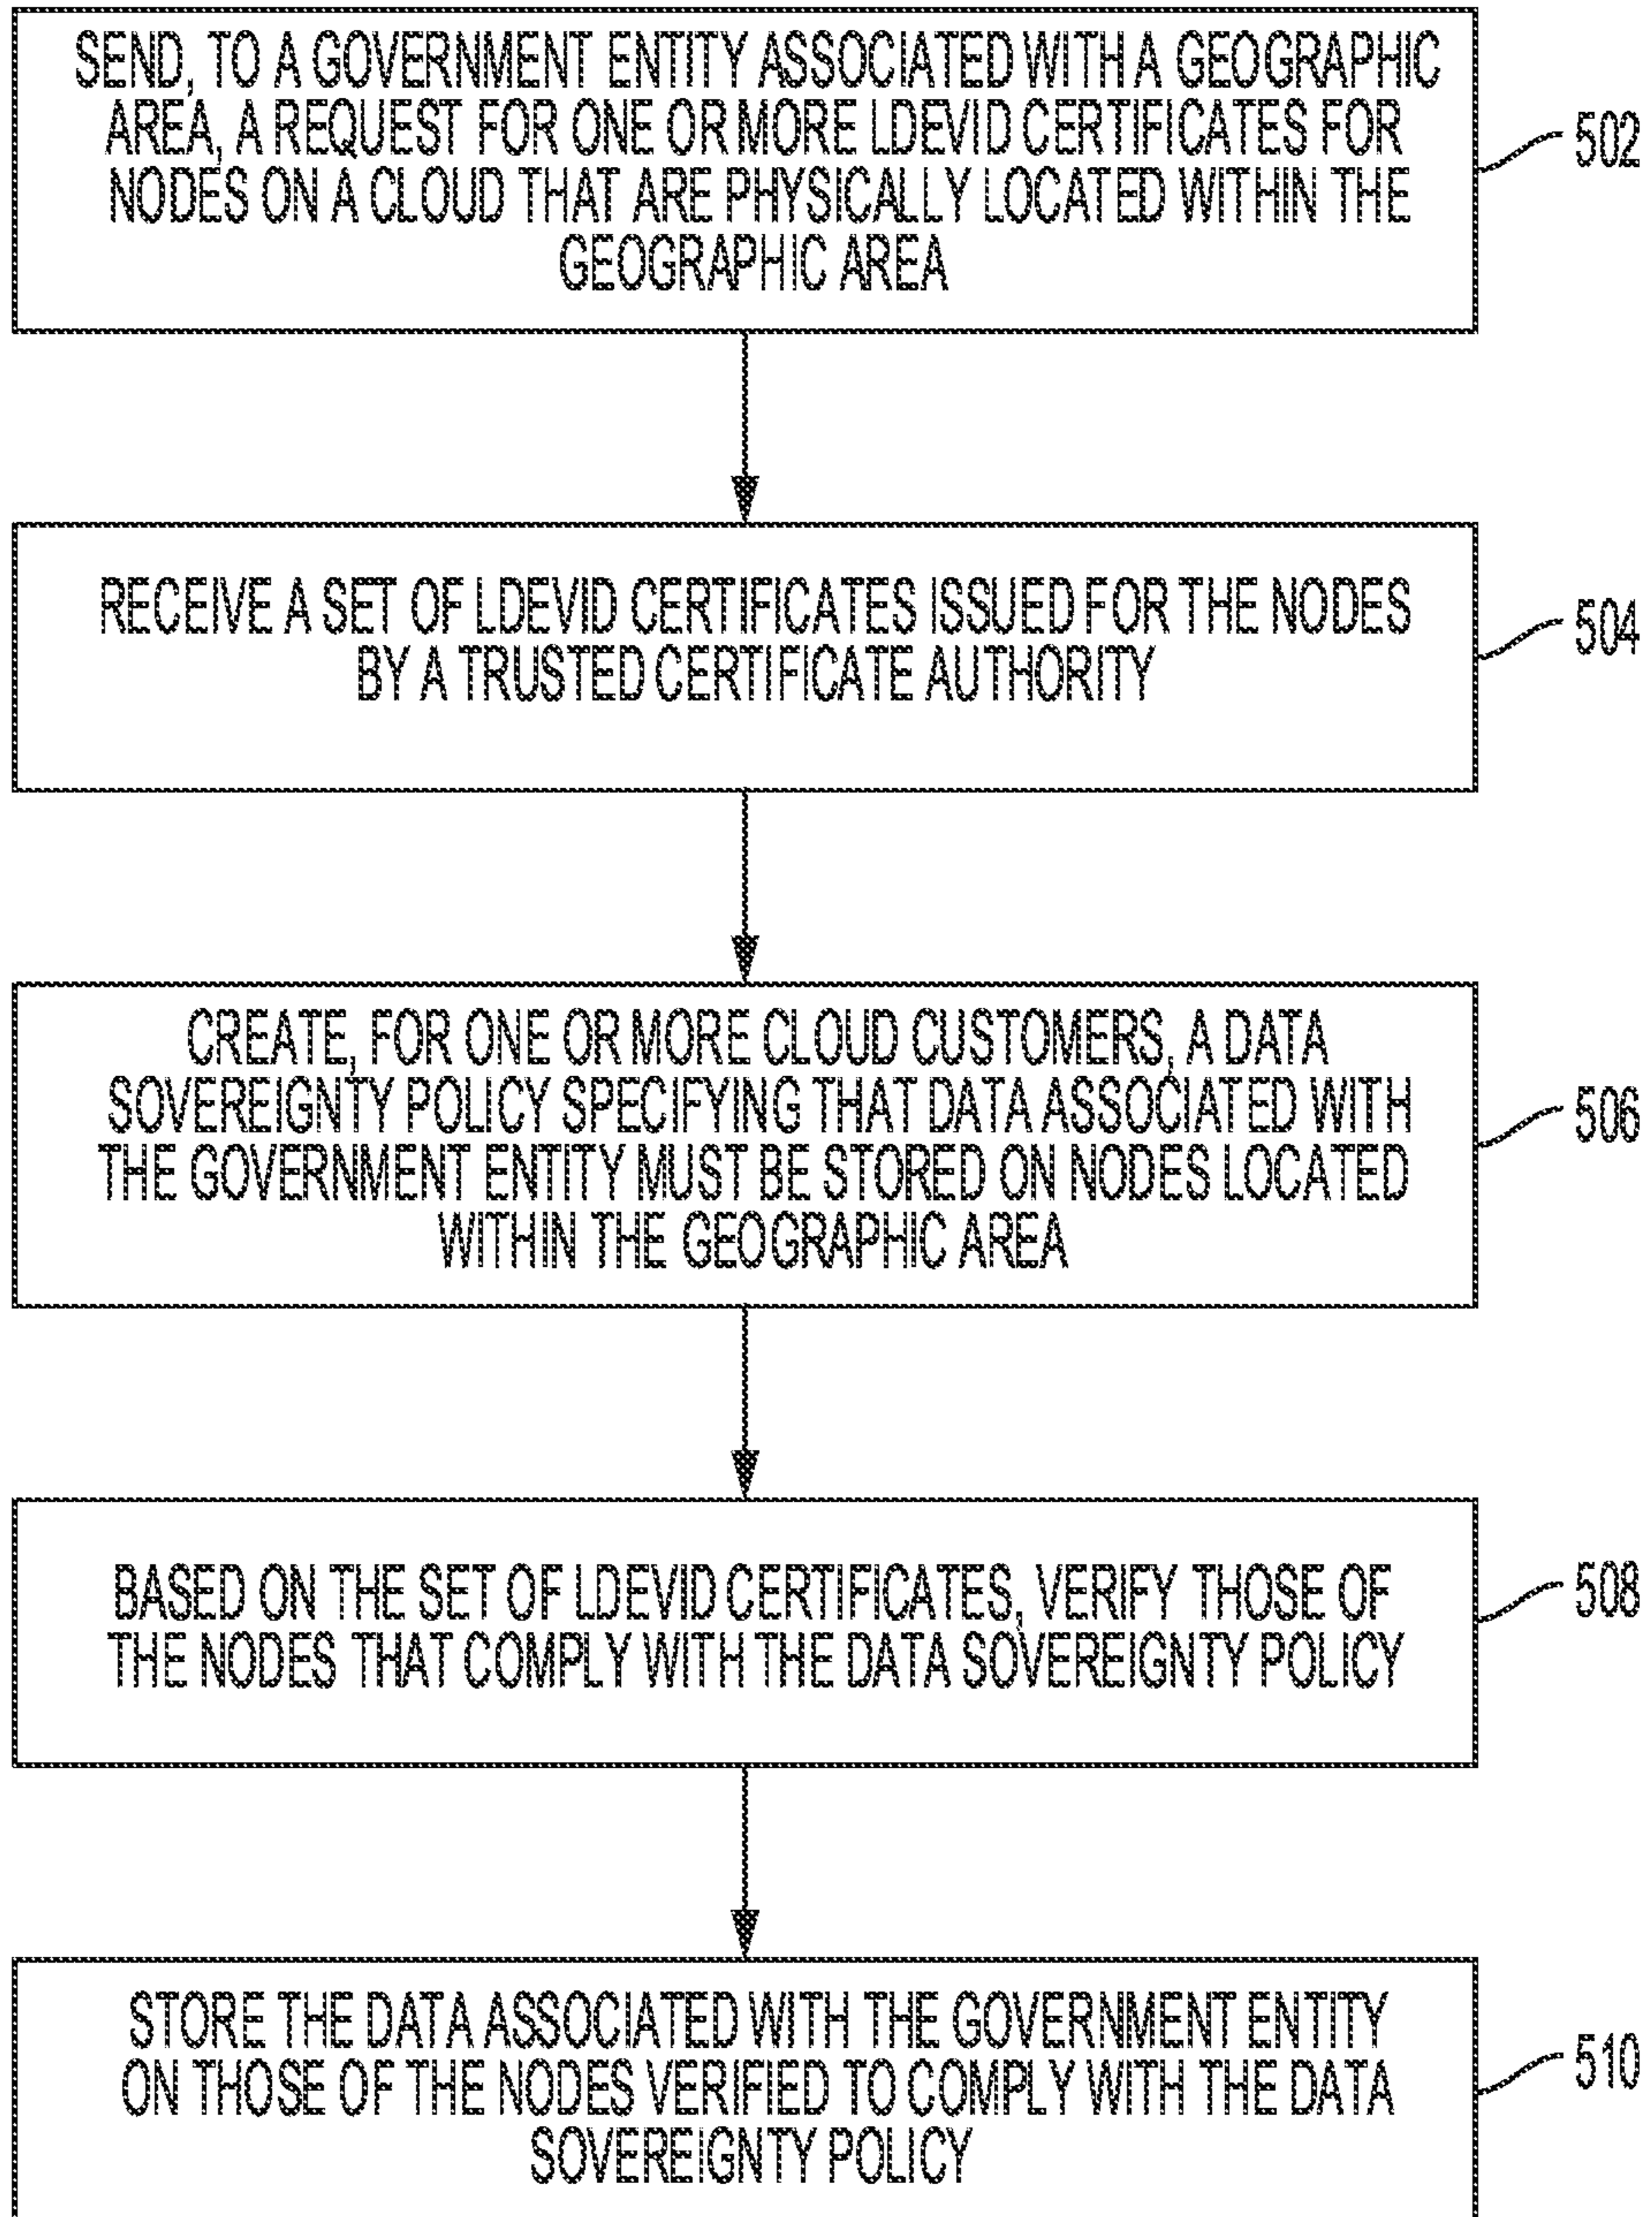 SEND, TO A GOVERNMENT ENTITY ASSOCIATED WITH A GEOGRAPHIC
AREA, A REQUEST FOR ONE OR MORE LDEVID CERTIFICATES FOR
NODES ON A CLOUD THAT ARE PHYSICALLY LOCATED WITHIN THE
GEOGRAPHIC AREA
502
RECEIVE A SET OF LDEVID CERTIFICATES ISSUED FOR THE NODES
BY A TRUSTED CERTIFICATE AUTHORITY
504
CREATE, FOR ONE OR MORE CLOUD CUSTOMERS, A DATA
SOVEREIGNTY POLICY SPECIFYING THAT DATA ASSOCIATED WITH
THE GOVERNMENT ENTITY MUST BE STORED ON NODES LOCATED
WITHIN THE GEOGRAPHIC AREA
506
BASED ON THE SET OF LDEVID CERTIFICATES, VERIFY THOSE OF
THE NODES THAT COMPLY WITH THE DATA SOVEREIGNTY POLICY
508
STORE THE DATA ASSOCIATED WITH THE GOVERNMENT ENTITY
ON THOSE OF THE NODES VERIFIED TO COMPLY WITH THE DATA
SOVEREIGNTY POLICY
510